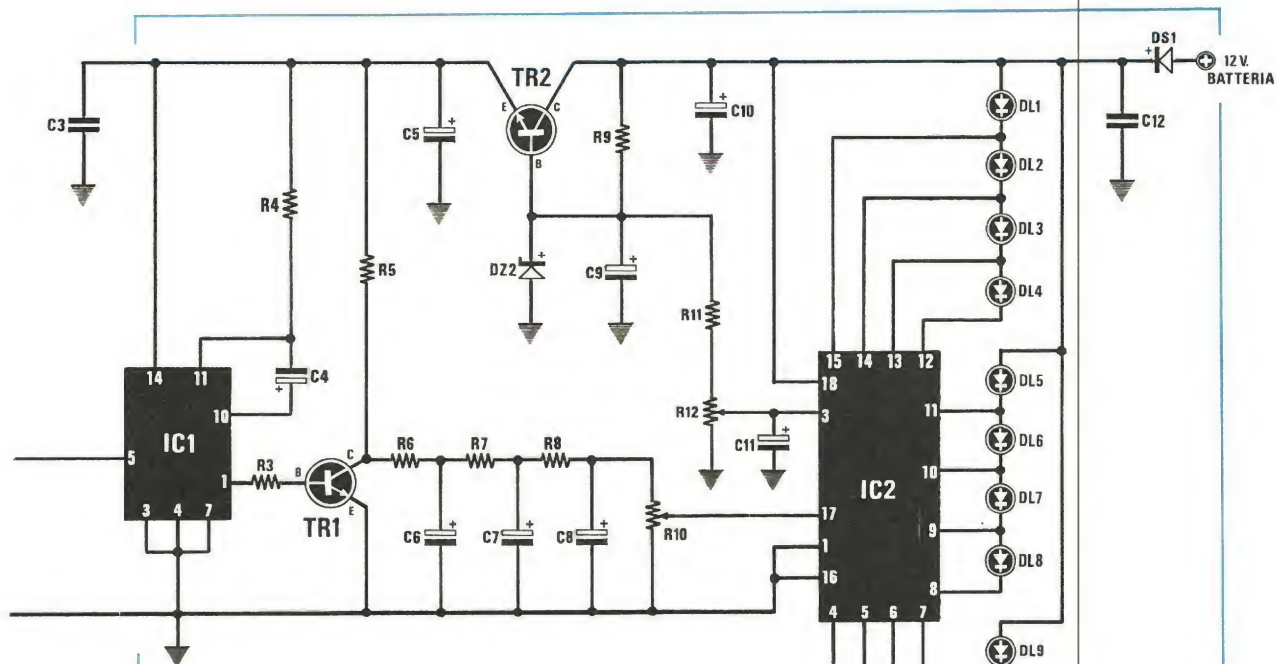 DS1
12 V.
BATTERIA
TR2
E
C
B
C3
C5
R9
C10
DL1
C12
DL2
R4
DL3
R5
DZ2
C9
DL4
R11
15 14 13 12
18
14 11
C4
DL5
R12
3
11
10
C11
DL6
IC1
R6
R7
R8
5
R3
B
C
E
1
10
DL7
IC2
3 4 7
TR1
17
R10
9
C6
C7
C8
1
DL8
16
8
4 5 6 7
DL9